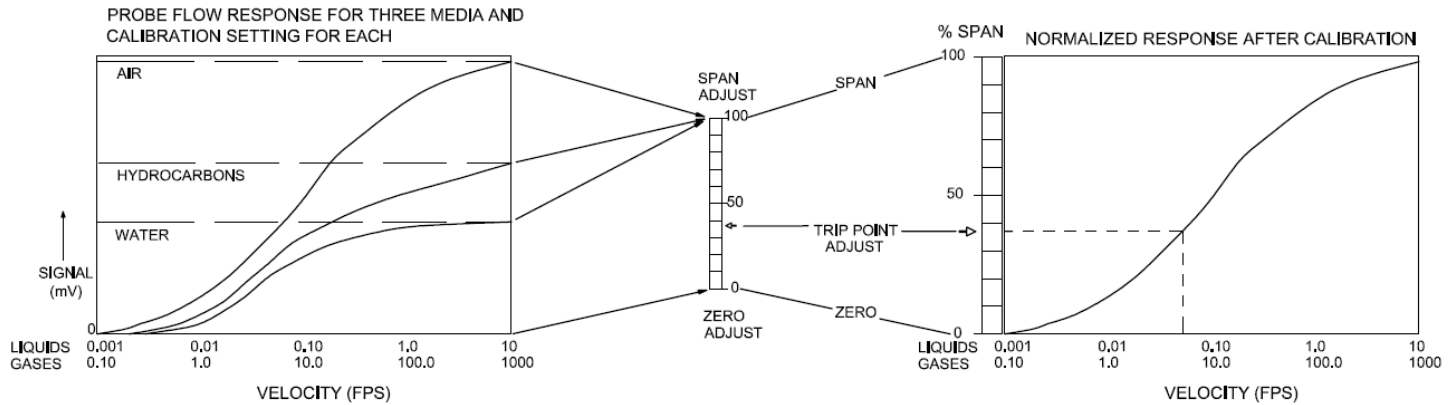 PROBE FLOW RESPONSE FOR THREE MEDIA AND
CALIBRATION SETTING FOR EACH
AIR
HYDROCARBONS
WATER
SIGNAL
(mV)
0
LIQUIDS 0.001 0.01 0.10 1.0 10
GASES 0.10 1.0 10.0 100.0 1000
VELOCITY (FPS)
SPAN
ADJUST
100
50
0
ZERO
ADJUST
SPAN
TRIP POINT
ADJUST
ZERO
% SPAN
NORMALIZED RESPONSE AFTER CALIBRATION
100
50
0
LIQUIDS 0.001 0.01 0.10 1.0 10
GASES 0.10 1.0 10.0 100.0 1000
VELOCITY (FPS)